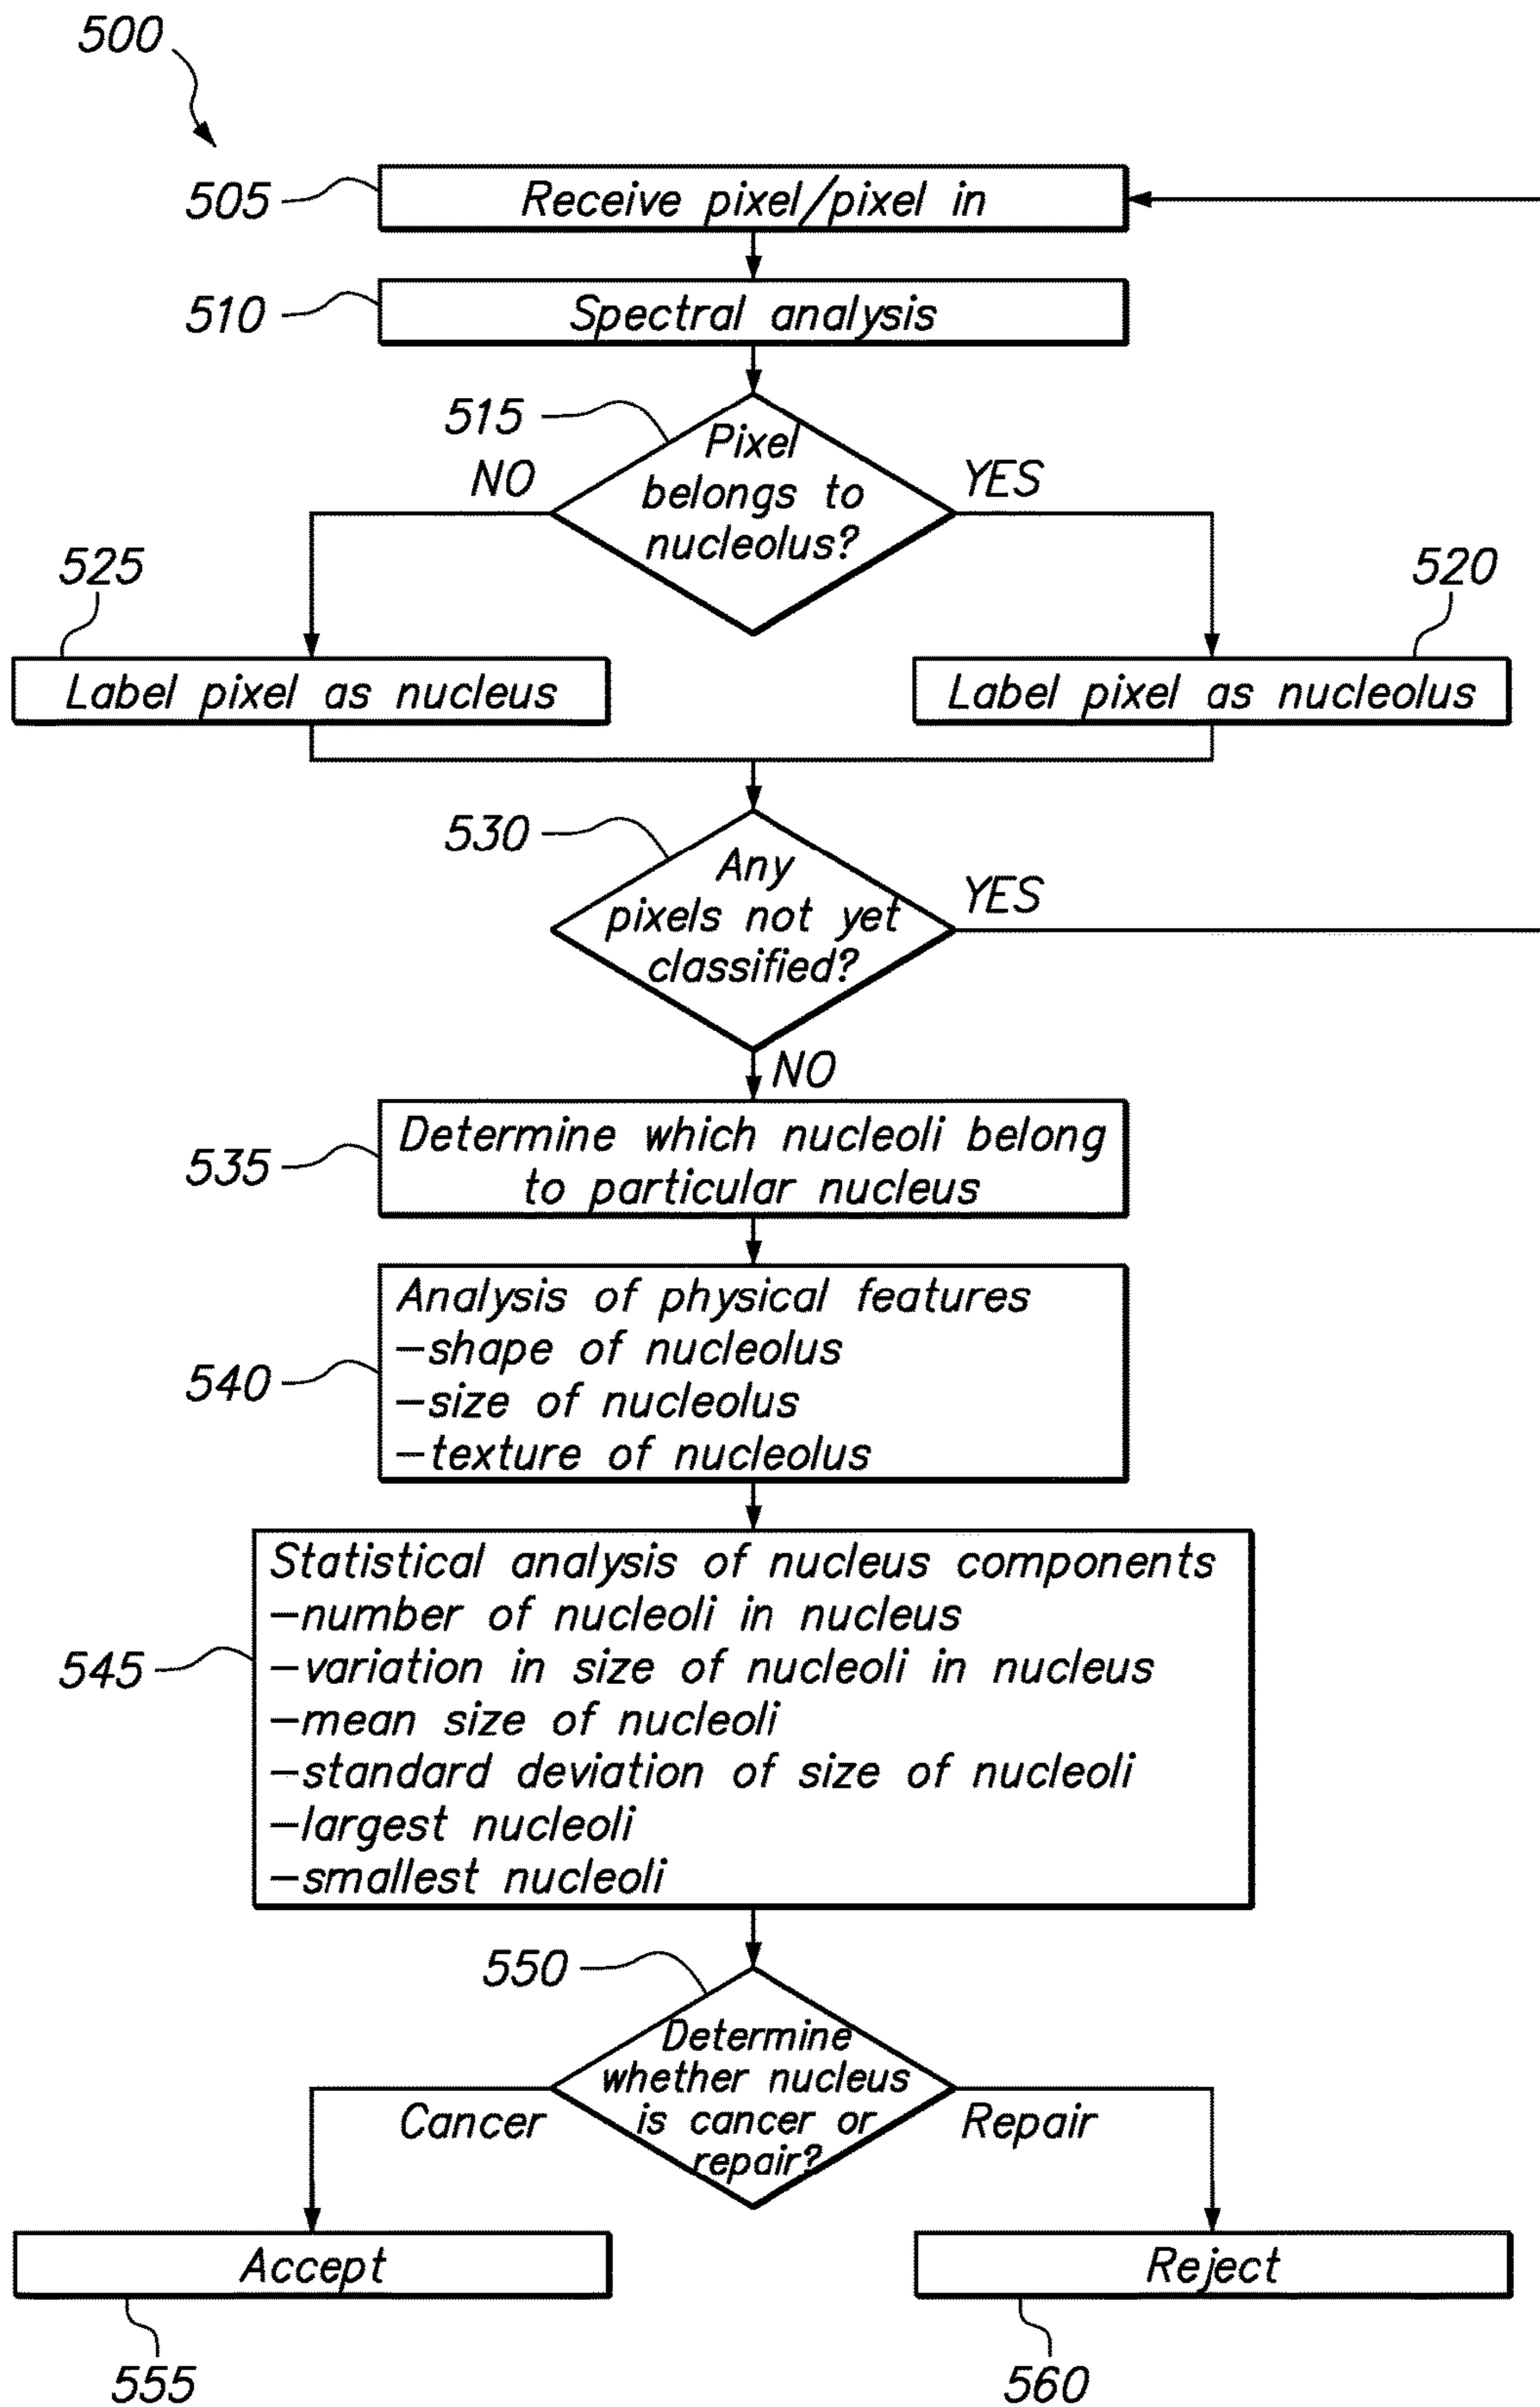 500
505
Receive pixel/pixel in
510
Spectral analysis
515
Pixel
belongs to
nucleolus?
NO
YES
525
520
Label pixel as nucleus
Label pixel as nucleolus
530
Any
pixels not yet
classified?
YES
NO
535
Determine which nucleoli belong
to particular nucleus
540
Analysis of physical features
-shape of nucleolus
-size of nucleolus
-texture of nucleolus
545
Statistical analysis of nucleus components
-number of nucleoli in nucleus
-variation in size of nucleoli in nucleus
-mean size of nucleoli
-standard deviation of size of nucleoli
-largest nucleoli
-smallest nucleoli
550
Determine
whether nucleus
is cancer or
repair?
Cancer
Repair
Accept
Reject
555
560